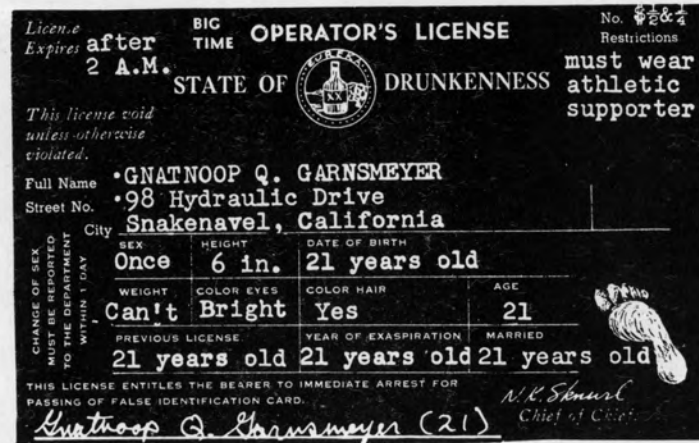 License Expires after 2 A.M.
BIG TIME OPERATOR'S LICENSE
No. $½&¼
Restrictions
must wear
athletic
supporter
STATE OF DRUNKENNESS
EUREKA
XX
This license void
unless otherwise
violated.
Full Name •GNATNOOP Q. GARNSMEYER
Street No. •98 Hydraulic Drive
City Snakenavel, California
CHANGE OF SEX
MUST BE REPORTED
TO THE DEPARTMENT
WITHIN 1 DAY
SEX HEIGHT DATE OF BIRTH
Once 6 in. 21 years old
WEIGHT COLOR EYES COLOR HAIR AGE
Can't Bright Yes 21
PREVIOUS LICENSE YEAR OF EXASPIRATION MARRIED
21 years old 21 years old 21 years old
THIS LICENSE ENTITLES THE BEARER TO IMMEDIATE ARREST FOR
PASSING OF FALSE IDENTIFICATION CARD.
N.K. Sknurl
Chief of Chief
Gnatnoop Q. Garnsmeyer (21)